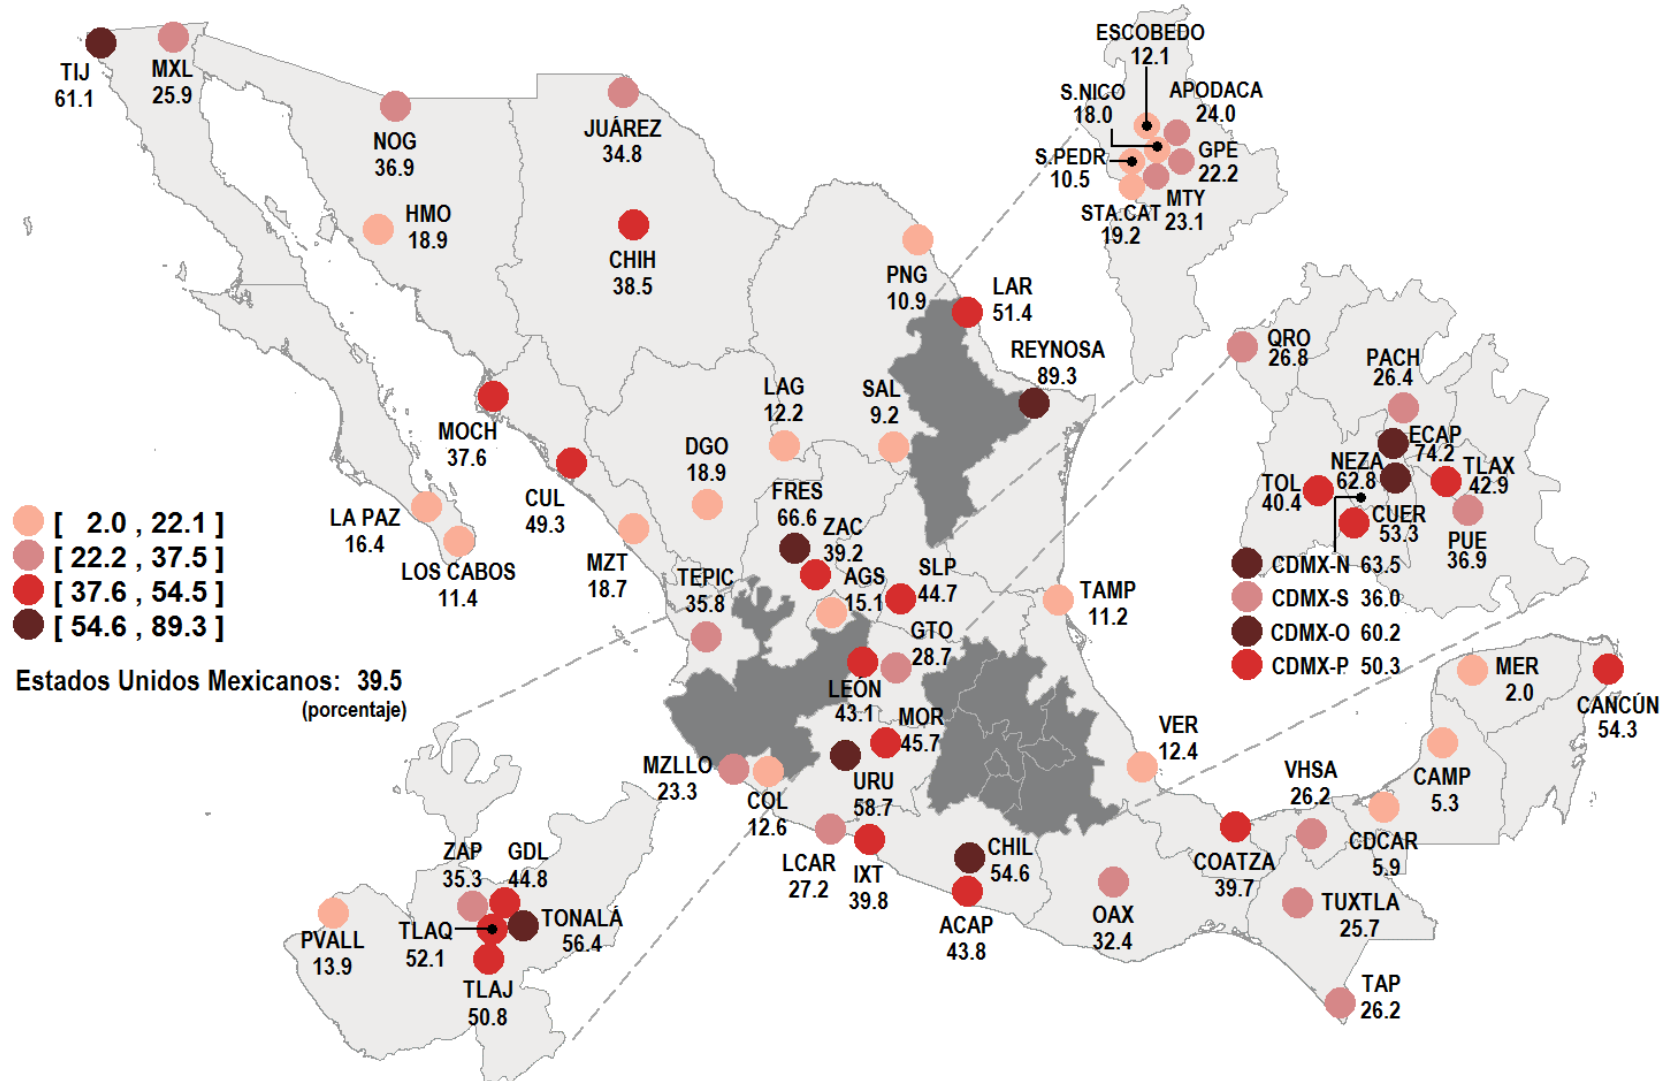 TIJ
61.1
MXL
25.9
NOG
36.9
HMO
18.9
JUÁREZ
34.8
CHIH
38.5
PNG
10.9
LAR
51.4
REYNOSA
89.3
ESCOBEDO
12.1
S.NICO
18.0
APODACA
24.0
S.PEDR
10.5
GPE
22.2
STA.CAT
19.2
MTY
23.1
MOCH
37.6
CUL
49.3
LAG
12.2
SAL
9.2
DGO
18.9
LA PAZ
16.4
LOS CABOS
11.4
MZT
18.7
FRES
66.6
ZAC
39.2
TEPIC
35.8
AGS
15.1
SLP
44.7
TAMP
11.2
GTO
28.7
LEÓN
43.1
MOR
45.7
URU
58.7
MZLLO
23.3
COL
12.6
LCAR
27.2
IXT
39.8
CHIL
54.6
ACAP
43.8
OAX
32.4
VER
12.4
COATZA
39.7
VHSA
26.2
TUXTLA
25.7
TAP
26.2
CDCAR
5.9
CAMP
5.3
MER
2.0
CANCÚN
54.3
QRO
26.8
PACH
26.4
ECAP
74.2
NEZA
62.8
TLAX
42.9
TOL
40.4
CUER
53.3
PUE
36.9
CDMX-N 63.5
CDMX-S 36.0
CDMX-O 60.2
CDMX-P 50.3
[ 2.0 , 22.1 ]
[ 22.2 , 37.5 ]
[ 37.6 , 54.5 ]
[ 54.6 , 89.3 ]
Estados Unidos Mexicanos: 39.5
(porcentaje)
ZAP
35.3
GDL
44.8
TLAQ
52.1
TONALÁ
56.4
PVALL
13.9
TLAJ
50.8